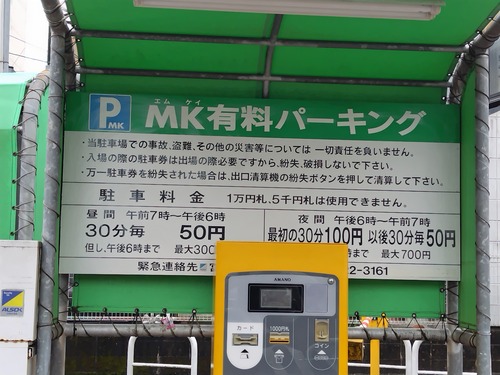 P
MK
エム ケイ
MK有料パーキング
・当駐車場での事故、盗難、その他の災害等については 一切責任を負いません。
・入場の際の駐車券は出場の際必要ですから、紛失、破損しないで下さい。
・万一駐車券を紛失された場合は、出口清算機の紛失ボタンを押して清算して下さい。
駐車料金 1万円札、5千円札は使用できません。
昼間 午前7時〜午後6時
30分毎 50円
但し、午後6時まで 最大300
夜間 午後6時〜午前7時
最初の30分100円 以後30分毎50円
時まで 最大700円
緊急連絡先
2-3161
ALSOK
AMANO
カード
1000円札
コイン